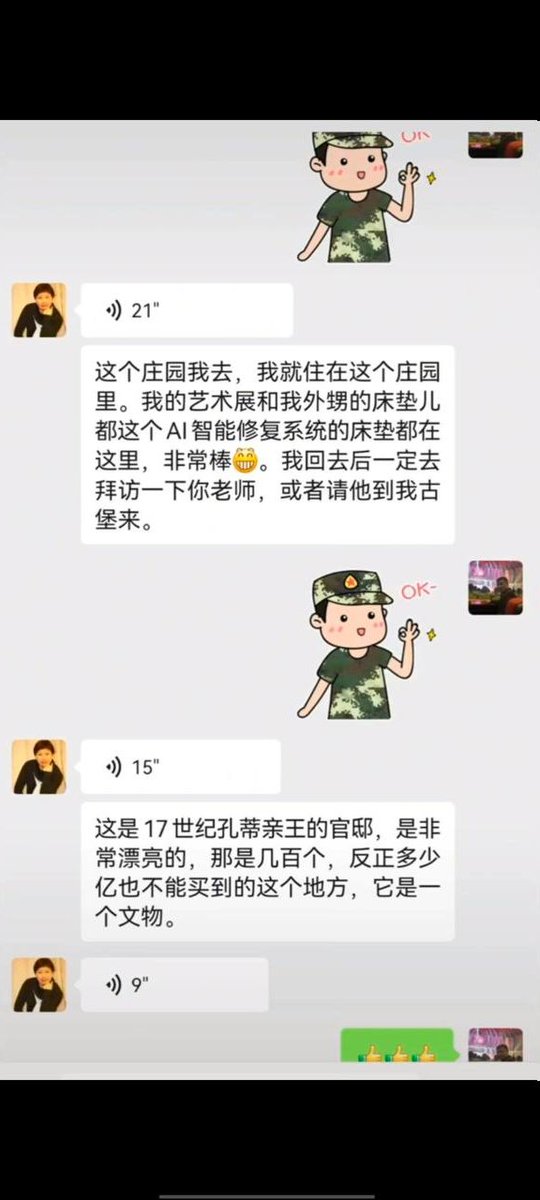 OK
21"
这个庄园我去，我就住在这个庄园
里。我的艺术展和我外甥的床垫儿
都这个AI智能修复系统的床垫都在
这里，非常棒😁。我回去后一定去
拜访一下你老师，或者请他到我古
堡来。
OK~
15"
这是17世纪孔蒂亲王的官邸，是非
常漂亮的，那是几百个，反正多少
亿也不能买到的这个地方，它是一
个文物。
9"
👍👍👍